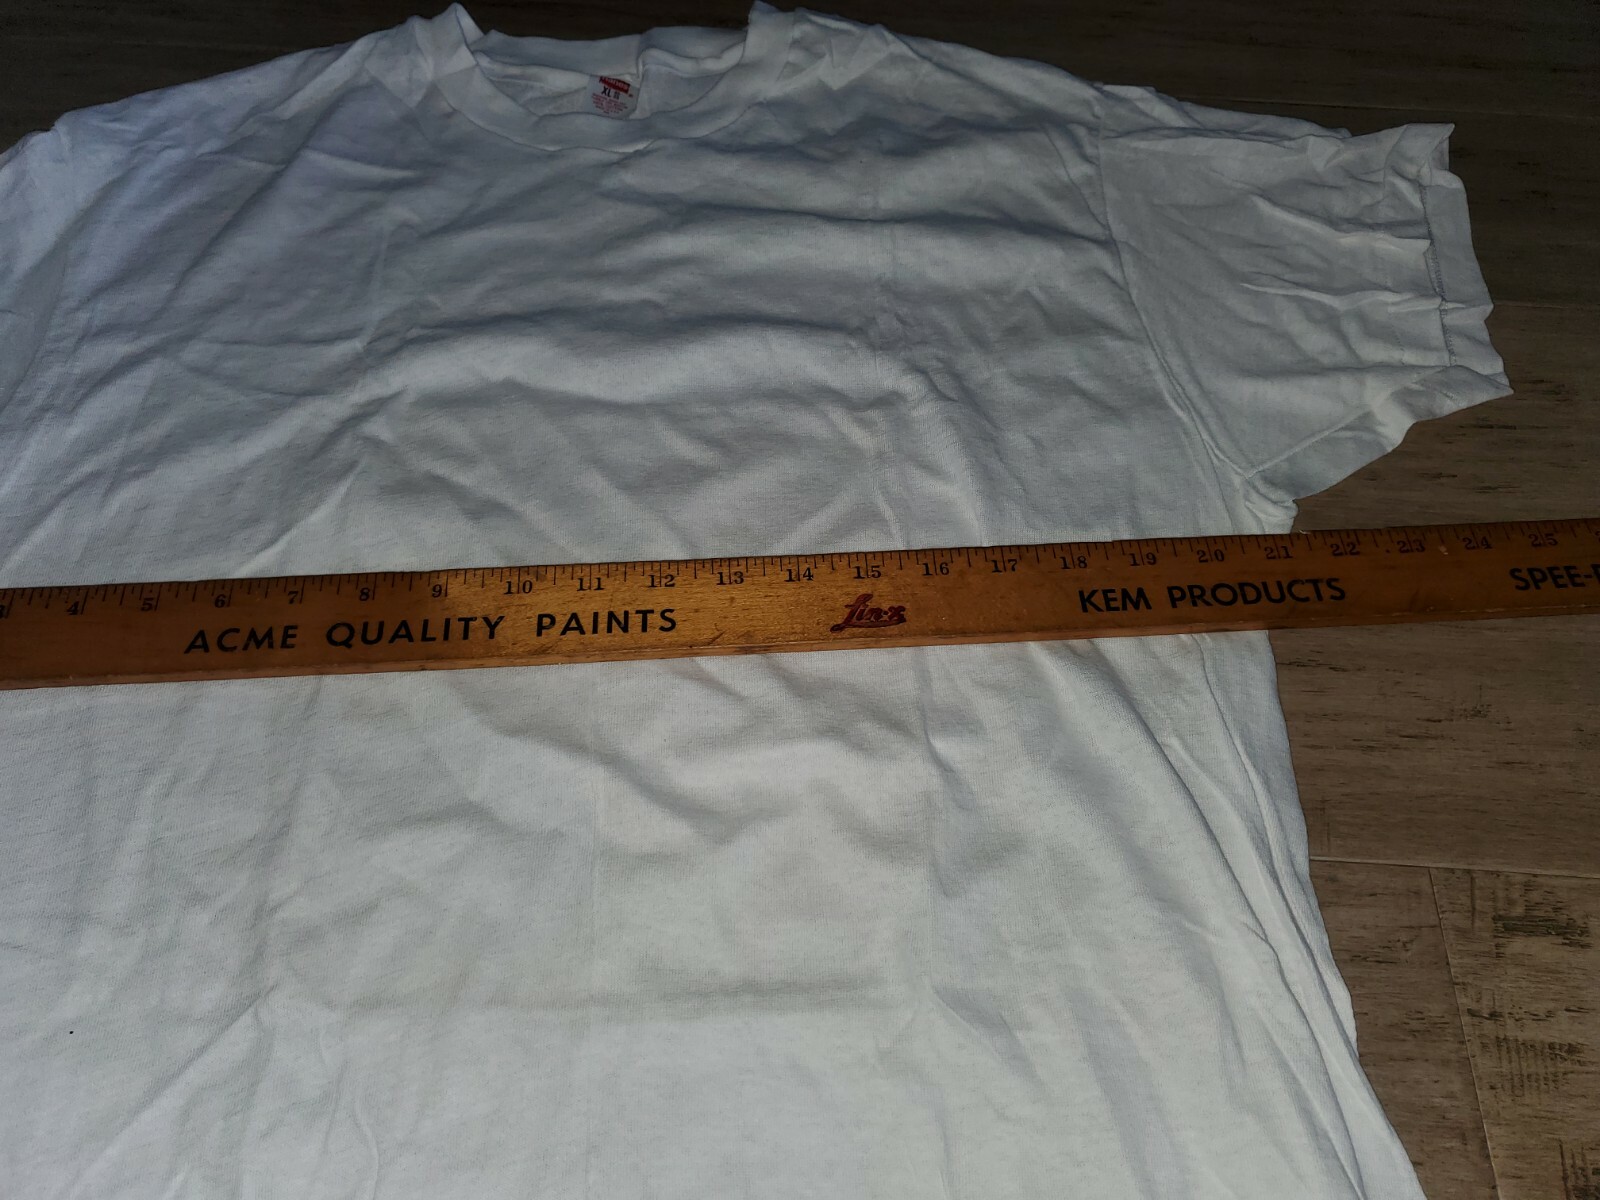 XL
3 4 5 6 7 8 9 10 11 12 13 14 15 16 17 18 19 20 21 22 23 24 25
ACME QUALITY PAINTS Lin-x KEM PRODUCTS SPEE-